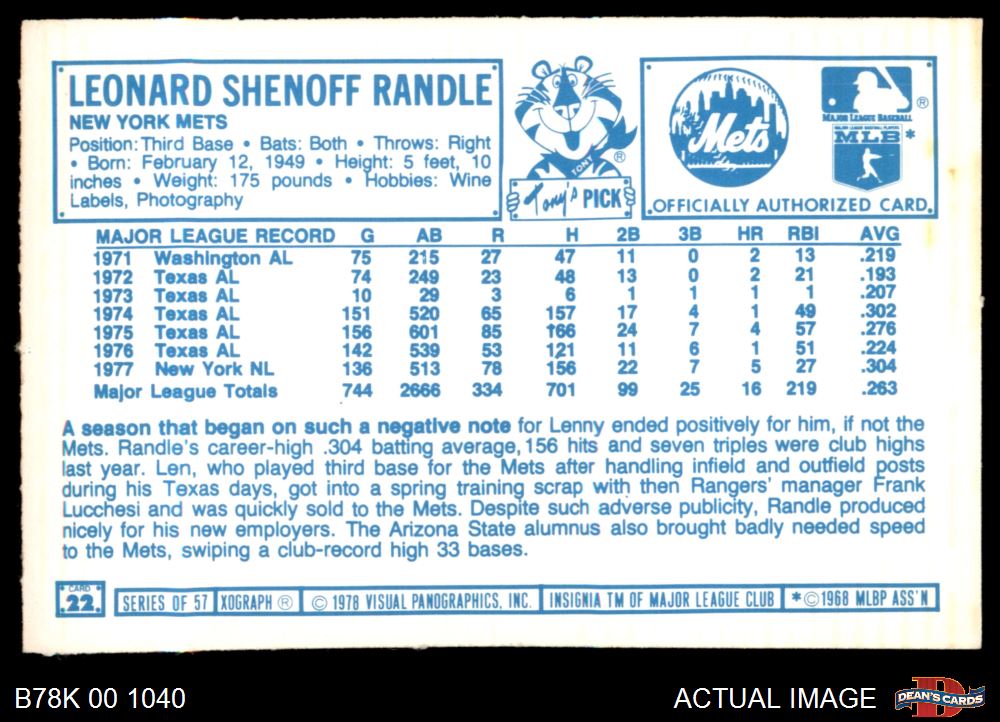 LEONARD SHENOFF RANDLE
NEW YORK METS
Position: Third Base • Bats: Both • Throws: Right
• Born: February 12, 1949 • Height: 5 feet, 10
inches • Weight: 175 pounds • Hobbies: Wine
Labels, Photography
TONY
®
Tony's PICK
Mets
®
MAJOR LEAGUE BASEBALL
MAJOR LEAGUE BASEBALL PLAYERS
MLB *
OFFICIALLY AUTHORIZED CARD
MAJOR LEAGUE RECORD G AB R H 2B 3B HR RBI AVG
1971 Washington AL 75 215 27 47 11 0 2 13 .219
1972 Texas AL 74 249 23 48 13 0 2 21 .193
1973 Texas AL 10 29 3 6 1 1 1 1 .207
1974 Texas AL 151 520 65 157 17 4 1 49 .302
1975 Texas AL 156 601 85 166 24 7 4 57 .276
1976 Texas AL 142 539 53 121 11 6 1 51 .224
1977 New York NL 136 513 78 156 22 7 5 27 .304
Major League Totals 744 2666 334 701 99 25 16 219 .263
A season that began on such a negative note for Lenny ended positively for him, if not the
Mets. Randle's career-high .304 batting average, 156 hits and seven triples were club highs
last year. Len, who played third base for the Mets after handling infield and outfield posts
during his Texas days, got into a spring training scrap with then Rangers' manager Frank
Lucchesi and was quickly sold to the Mets. Despite such adverse publicity, Randle produced
nicely for his new employers. The Arizona State alumnus also brought badly needed speed
to the Mets, swiping a club-record high 33 bases.
CARD
22
SERIES OF 57 XOGRAPH ® © 1978 VISUAL PANOGRAPHICS, INC. INSIGNIA TM OF MAJOR LEAGUE CLUB * © 1968 MLBP ASS'N
B78K 00 1040 ACTUAL IMAGE DEAN'S CARDS